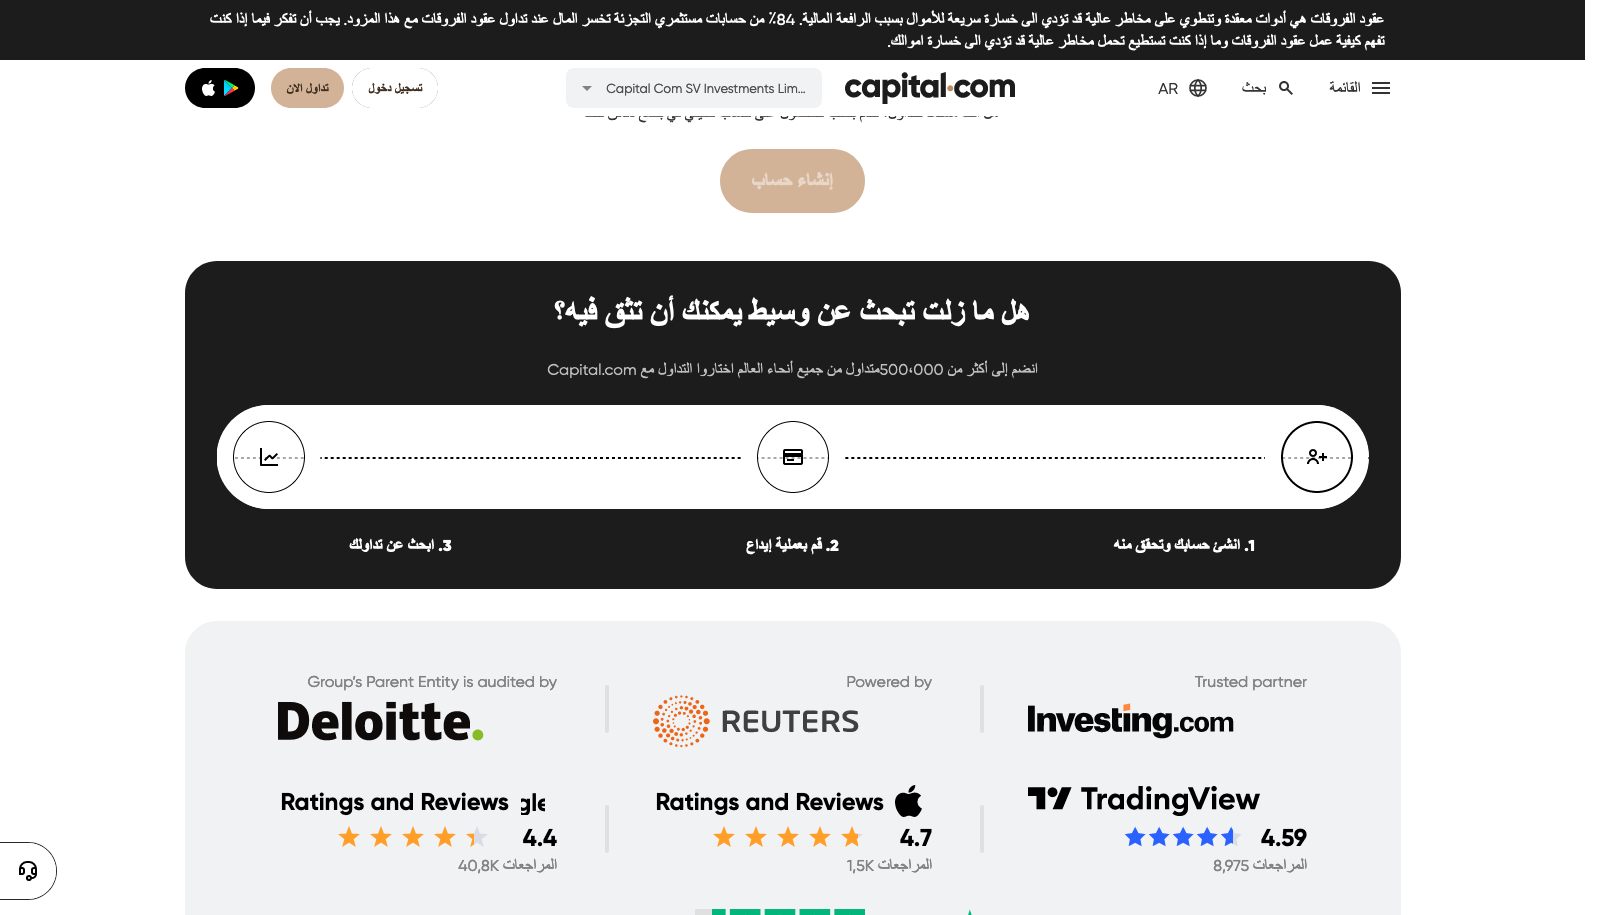 عقود الفروقات هي أدوات معقدة وتنطوي على مخاطر عالية قد تؤدي الى خسارة سريعة للأموال بسبب الرافعة المالية. 84٪ من حسابات مستثمري التجزئة تخسر المال عند تداول عقود الفروقات مع هذا المزود. يجب أن تفكر فيما إذا كنت
تفهم كيفية عمل عقود الفروقات وما إذا كنت تستطيع تحمل مخاطر عالية قد تؤدي الى خسارة اموالك.
القائمة
بحث
AR
capital.com
Capital Com SV Investments Lim...
تسجيل دخول
تداول الان
إنشاء حساب
هل ما زلت تبحث عن وسيط يمكنك أن تثق فيه؟
انضم إلى أكثر من 500،000متداول من جميع أنحاء العالم اختاروا التداول مع Capital.com
1. انشئ حسابك وتحقق منه
2. قم بعملية إيداع
3. ابحث عن تداولك
Trusted partner
Investing.com
Powered by
REUTERS
Group's Parent Entity is audited by
Deloitte.
TradingView
4.59
المراجعات 8,975
Ratings and Reviews
4.7
المراجعات 1,5K
Ratings and Reviews
4.4
المراجعات 40,8K